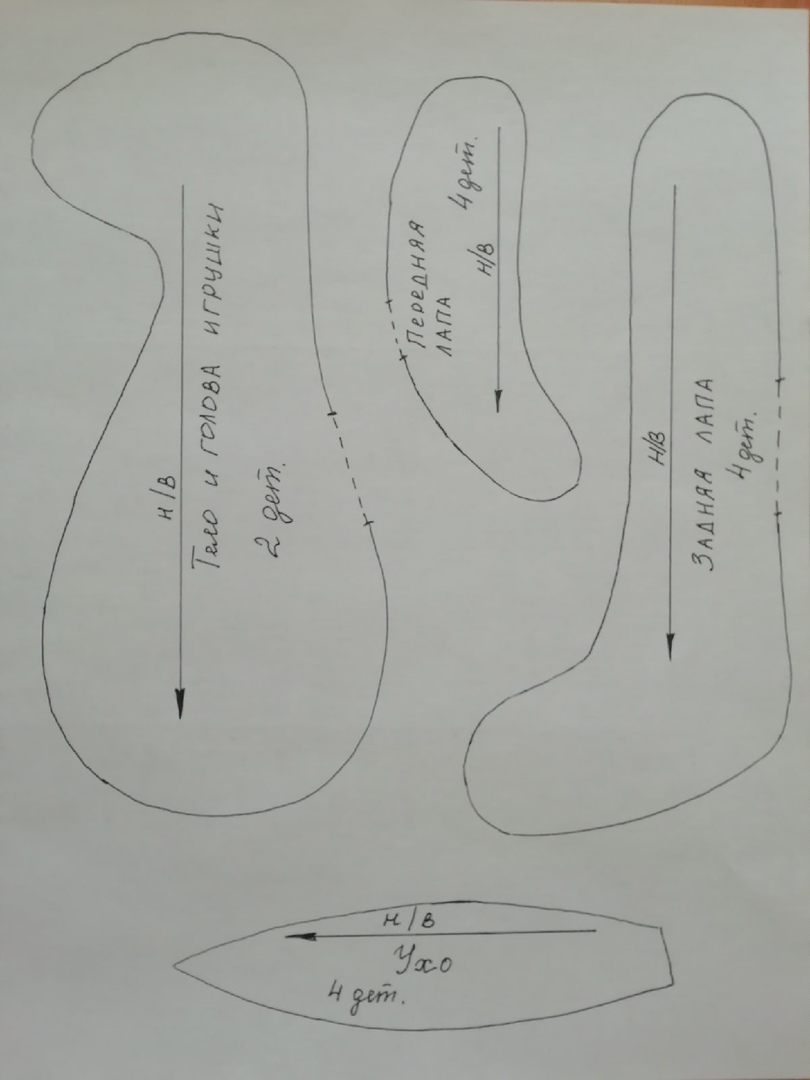 Тело и голова игрушки
2 дет.
н/в
Передняя
лапа
4 дет.
н/в
Задняя лапа
4 дет.
н/в
н/в
Ухо
4 дет.